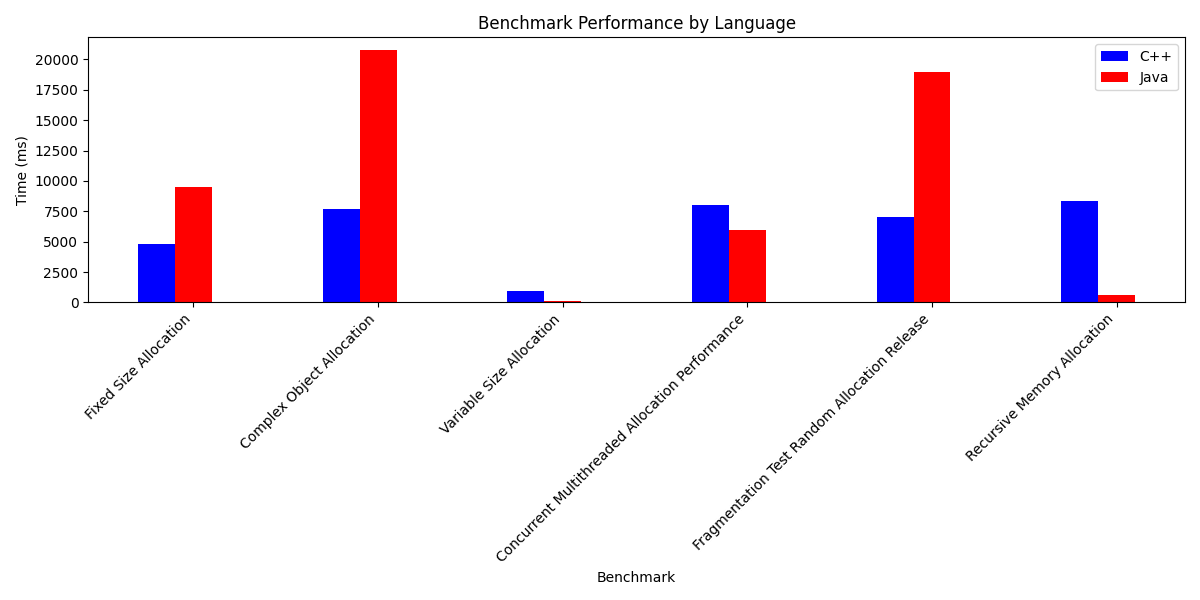 Benchmark Performance by Language
C++
Java
Time (ms)
20000
17500
15000
12500
10000
7500
5000
2500
0
Fixed Size Allocation
Complex Object Allocation
Variable Size Allocation
Concurrent Multithreaded Allocation Performance
Fragmentation Test Random Allocation Release
Recursive Memory Allocation
Benchmark